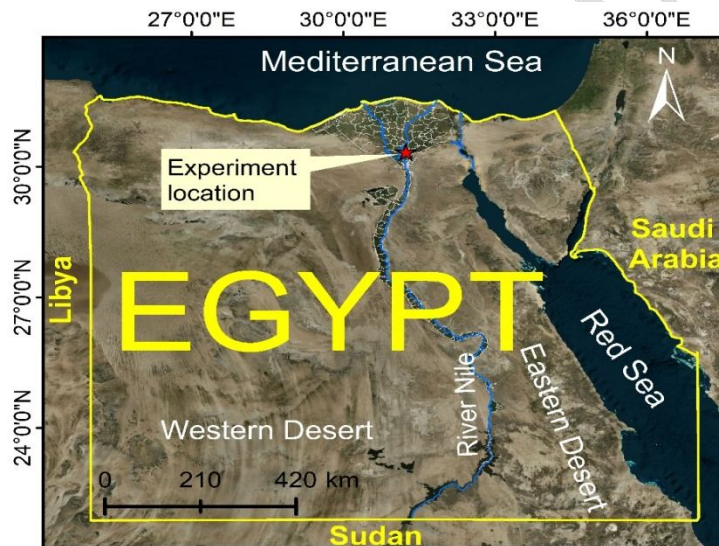 27°0'0"E 30°0'0"E 33°0'0"E 36°0'0"E
Mediterranean Sea
N
30°0'0"N
Experiment
location
Saudi
Arabia
Libya
EGYPT
27°0'0"N
Red Sea
River Nile
Eastern Desert
24°0'0"N
Western Desert
0 210 420 km
Sudan